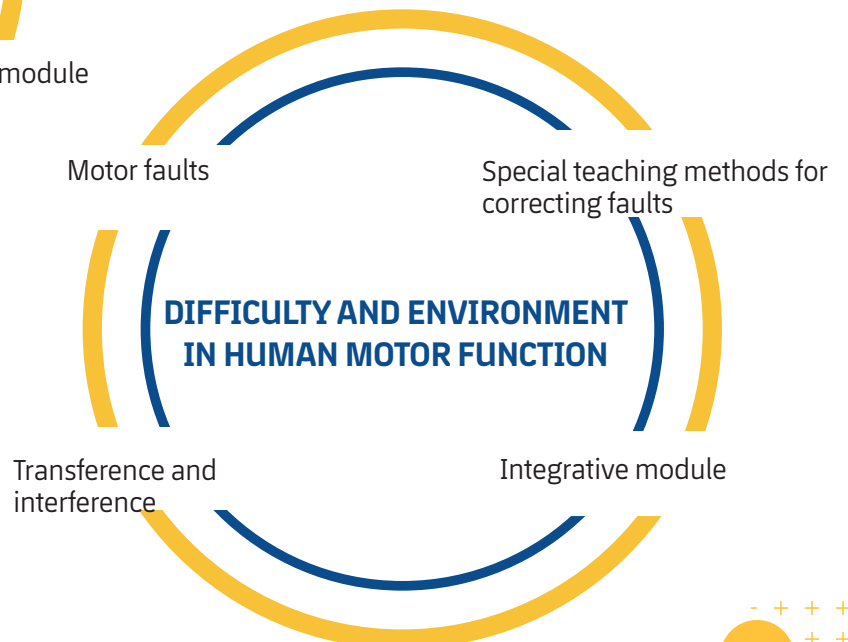 module
Motor faults
Special teaching methods for
correcting faults
DIFFICULTY AND ENVIRONMENT
IN HUMAN MOTOR FUNCTION
Transference and
interference
Integrative module